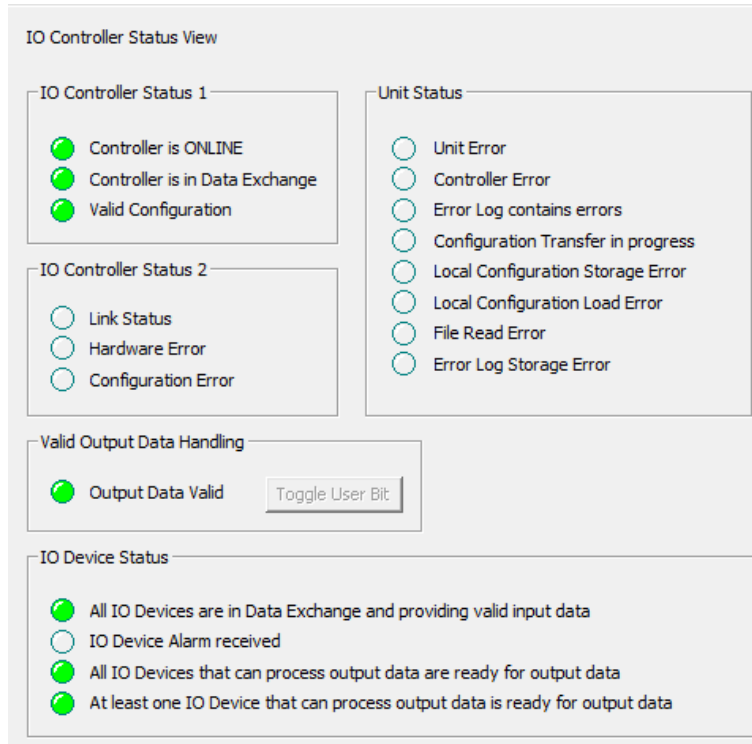 IO Controller Status View
IO Controller Status 1
Controller is ONLINE
Controller is in Data Exchange
Valid Configuration
IO Controller Status 2
Link Status
Hardware Error
Configuration Error
Unit Status
Unit Error
Controller Error
Error Log contains errors
Configuration Transfer in progress
Local Configuration Storage Error
Local Configuration Load Error
File Read Error
Error Log Storage Error
Valid Output Data Handling
Output Data Valid
Toggle User Bit
IO Device Status
All IO Devices are in Data Exchange and providing valid input data
IO Device Alarm received
All IO Devices that can process output data are ready for output data
At least one IO Device that can process output data is ready for output data